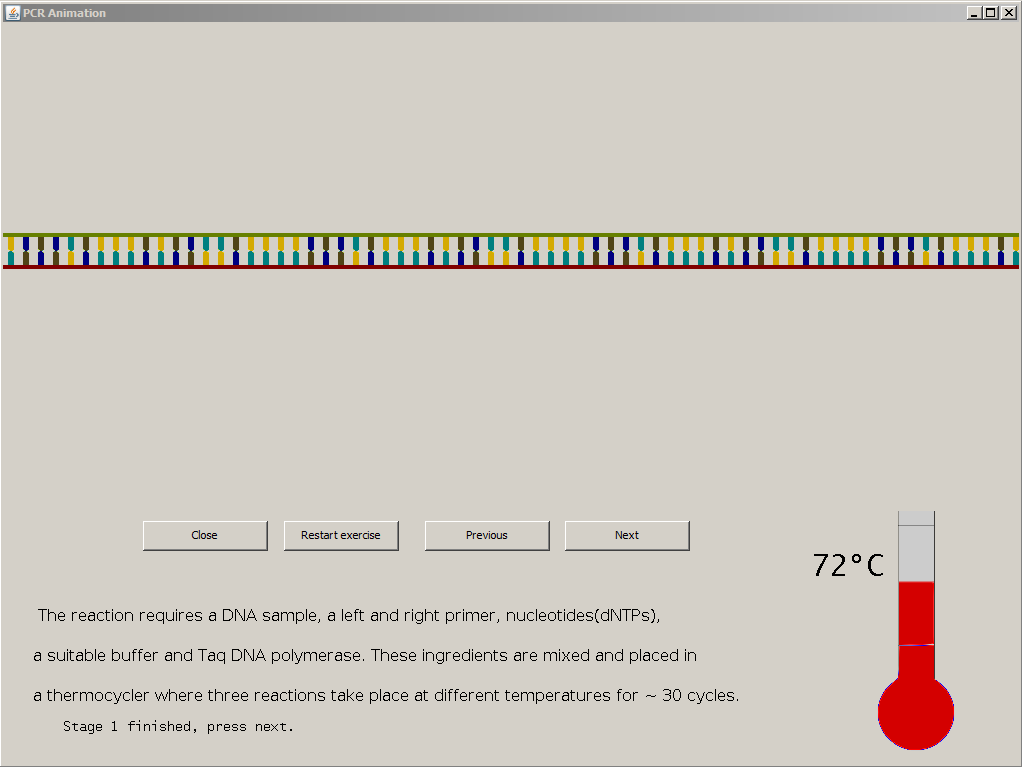 PCR Animation
Close
Restart exercise
Previous
Next
72°C
The reaction requires a DNA sample, a left and right primer, nucleotides(dNTPs),
a suitable buffer and Taq DNA polymerase. These ingredients are mixed and placed in
a thermocycler where three reactions take place at different temperatures for ~ 30 cycles.
Stage 1 finished, press next.